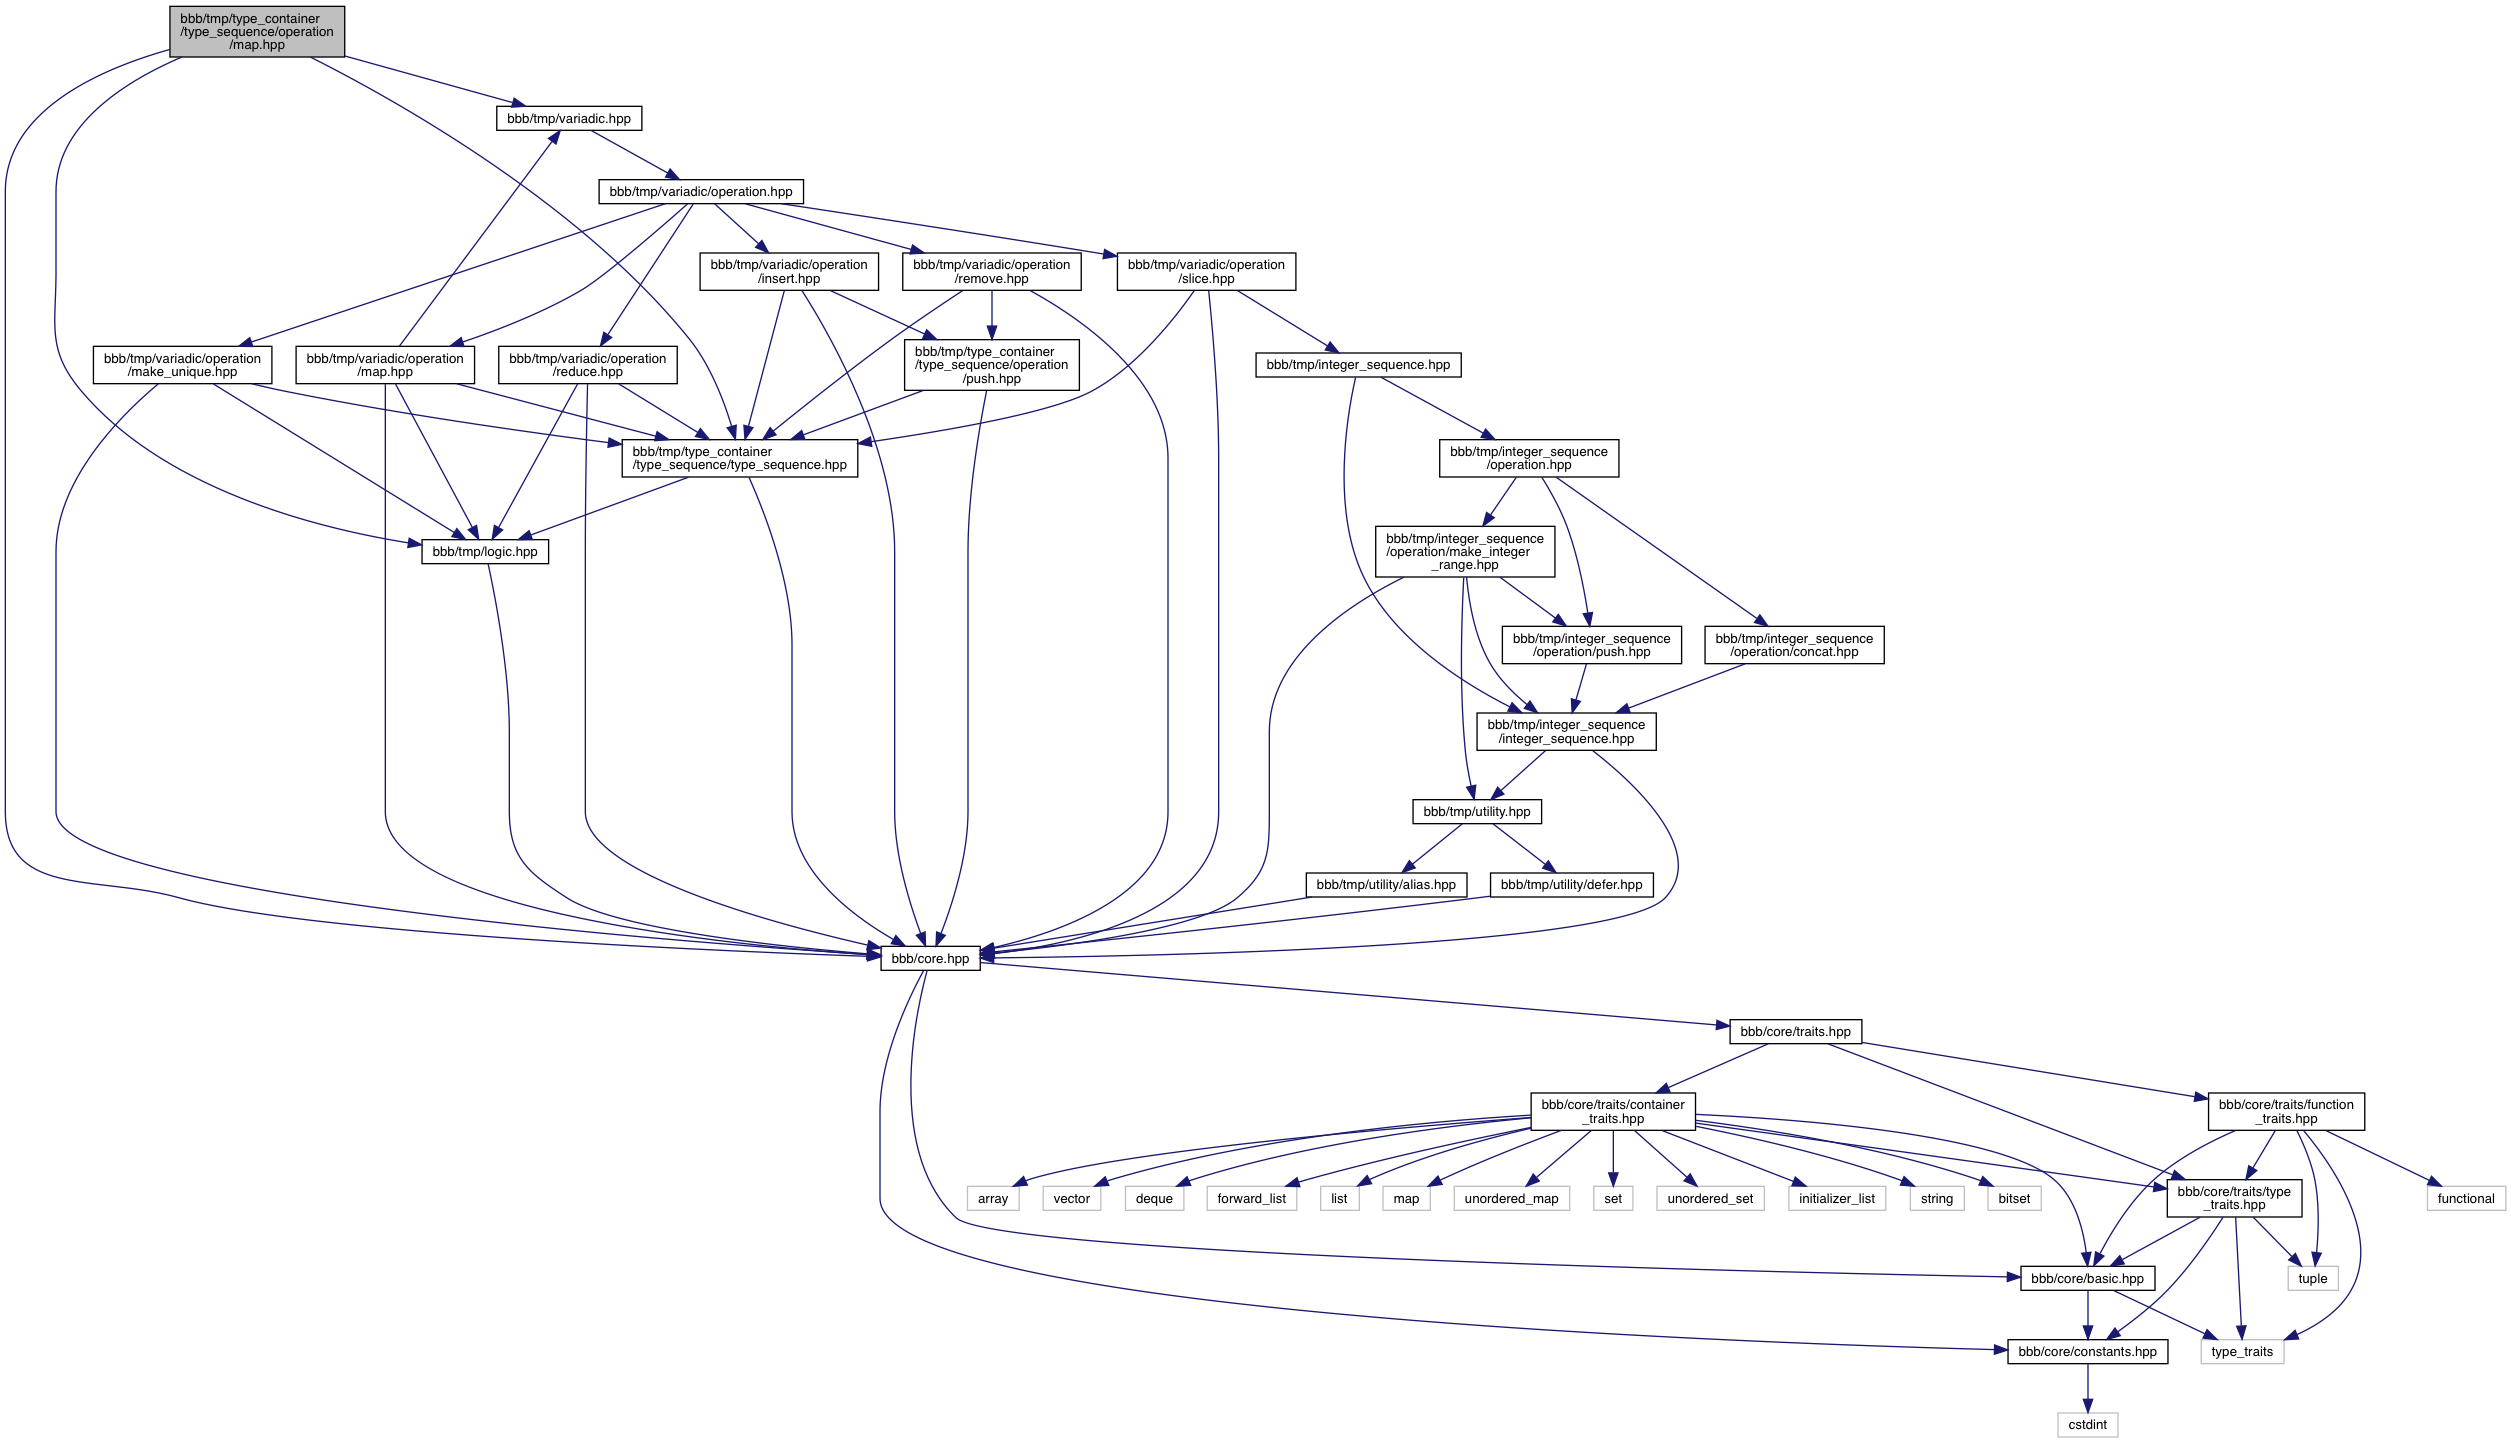 bbb/tmp/type_container
/type_sequence/operation
/map.hpp
bbb/tmp/variadic.hpp
bbb/tmp/variadic/operation.hpp
bbb/tmp/variadic/operation
/insert.hpp
bbb/tmp/variadic/operation
/remove.hpp
bbb/tmp/variadic/operation
/slice.hpp
bbb/tmp/variadic/operation
/make_unique.hpp
bbb/tmp/variadic/operation
/map.hpp
bbb/tmp/variadic/operation
/reduce.hpp
bbb/tmp/type_container
/type_sequence/operation
/push.hpp
bbb/tmp/integer_sequence.hpp
bbb/tmp/type_container
/type_sequence/type_sequence.hpp
bbb/tmp/integer_sequence
/operation.hpp
bbb/tmp/logic.hpp
bbb/tmp/integer_sequence
/operation/make_integer
_range.hpp
bbb/tmp/integer_sequence
/operation/push.hpp
bbb/tmp/integer_sequence
/operation/concat.hpp
bbb/tmp/integer_sequence
/integer_sequence.hpp
bbb/tmp/utility.hpp
bbb/tmp/utility/alias.hpp
bbb/tmp/utility/defer.hpp
bbb/core.hpp
bbb/core/traits.hpp
bbb/core/traits/container
_traits.hpp
bbb/core/traits/function
_traits.hpp
array
vector
deque
forward_list
list
map
unordered_map
set
unordered_set
initializer_list
string
bitset
bbb/core/traits/type
_traits.hpp
functional
bbb/core/basic.hpp
tuple
bbb/core/constants.hpp
type_traits
cstdint